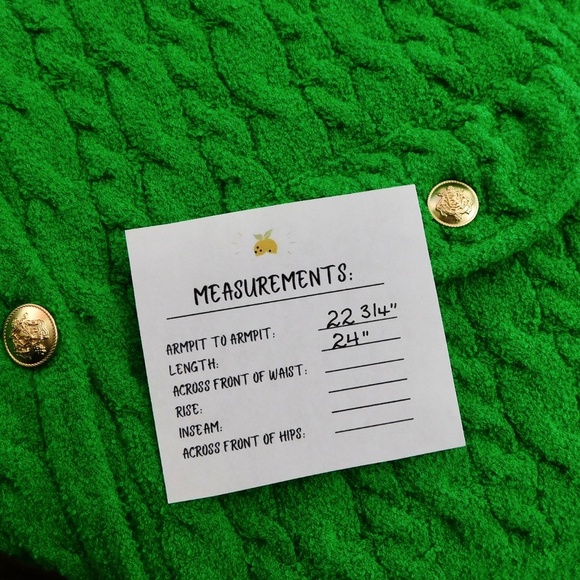 MEASUREMENTS:
ARMPIT TO ARMPIT: 22 3/4"
LENGTH: 24"
ACROSS FRONT OF WAIST:
RISE:
INSEAM:
ACROSS FRONT OF HIPS: